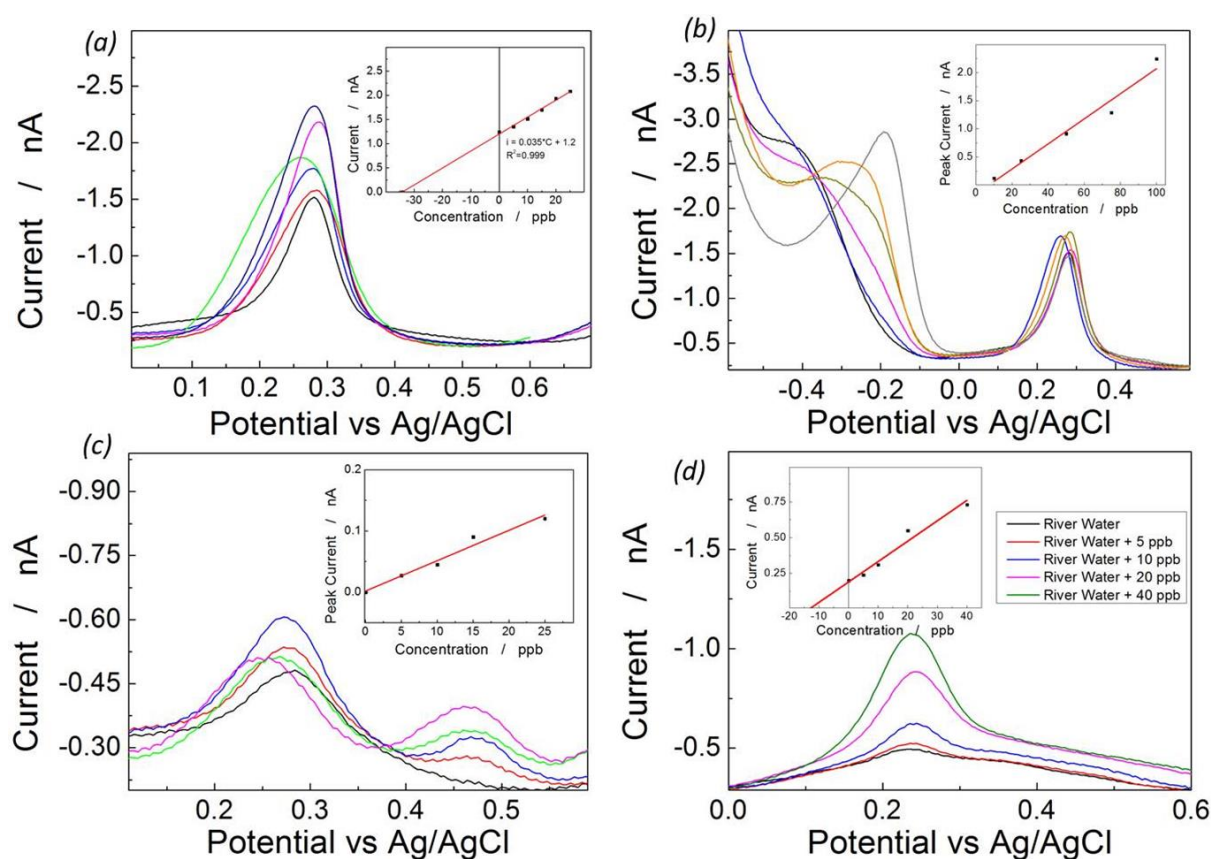 (a)
Current / nA
-2.5
-2.0
-1.5
-1.0
-0.5
0.1 0.2 0.3 0.4 0.5 0.6
Potential vs Ag/AgCl
Current / nA
2.5
2.0
1.5
1.0
0.5
0.0
-30 -20 -10 0 10 20
Concentration / ppb
i = 0.035*C + 1.2
R²=0.999
(b)
Current / nA
-3.5
-3.0
-2.5
-2.0
-1.5
-1.0
-0.5
-0.4 -0.2 0.0 0.2 0.4
Potential vs Ag/AgCl
Peak Current / nA
2.0
1.5
1.0
0.5
20 40 60 80 100
Concentration / ppb
(c)
Current / nA
-0.90
-0.75
-0.60
-0.45
-0.30
0.2 0.3 0.4 0.5
Potential vs Ag/AgCl
Peak Current / nA
0.2
0.1
0.0
0 5 10 15 20 25
Concentration / ppb
(d)
Current / nA
-1.5
-1.0
-0.5
0.0 0.2 0.4 0.6
Potential vs Ag/AgCl
Current / nA
0.75
0.50
0.25
-20 -10 0 10 20 30 40
Concentration / ppb
River Water
River Water + 5 ppb
River Water + 10 ppb
River Water + 20 ppb
River Water + 40 ppb